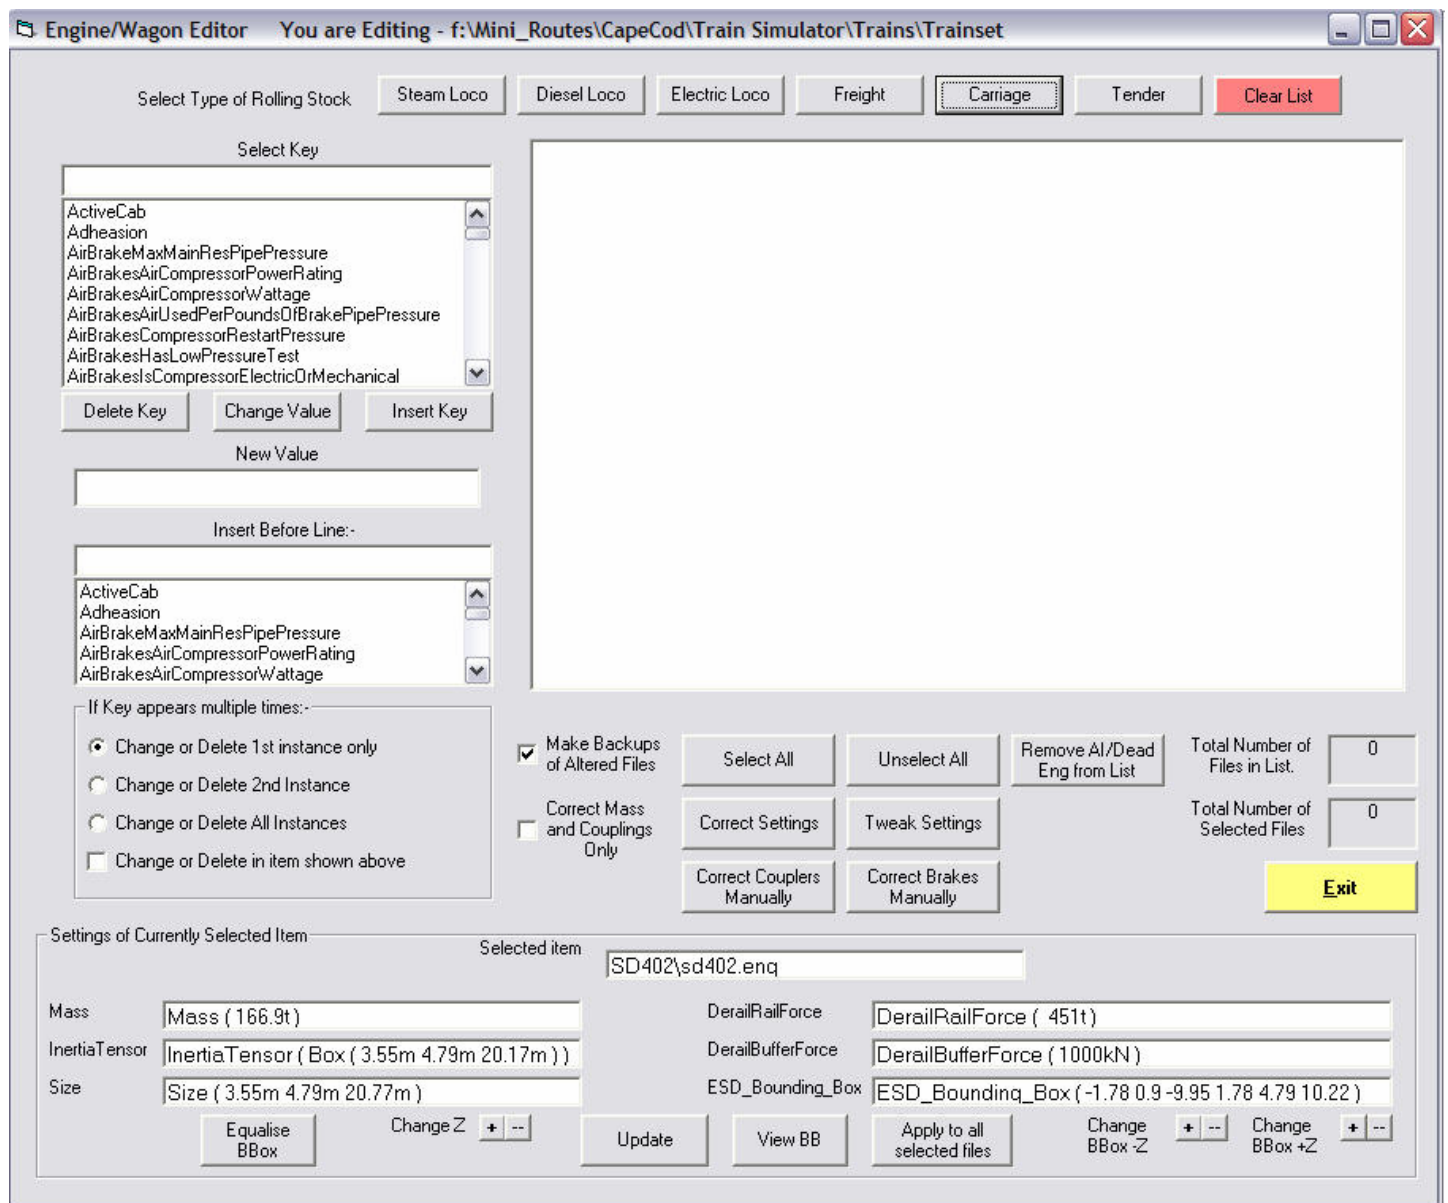 Engine/Wagon Editor You are Editing - f:\Mini_Routes\CapeCod\Train Simulator\Trains\Trainset
Select Type of Rolling Stock Steam Loco Diesel Loco Electric Loco Freight Carriage Tender Clear List
Select Key
ActiveCab
Adheasion
AirBrakeMaxMainResPipePressure
AirBrakesAirCompressorPowerRating
AirBrakesAirCompressorWattage
AirBrakesAirUsedPerPoundsOfBrakePipePressure
AirBrakesCompressorRestartPressure
AirBrakesHasLowPressureTest
AirBrakesIsCompressorElectricOrMechanical
Delete Key Change Value Insert Key
New Value
Insert Before Line:-
ActiveCab
Adheasion
AirBrakeMaxMainResPipePressure
AirBrakesAirCompressorPowerRating
AirBrakesAirCompressorWattage
If Key appears multiple times:-
Change or Delete 1st instance only
Change or Delete 2nd Instance
Change or Delete All Instances
Change or Delete in item shown above
Make Backups
of Altered Files
Select All
Unselect All
Remove AI/Dead
Eng from List
Total Number of
Files in List.
0
Correct Mass
and Couplings
Only
Correct Settings
Tweak Settings
Total Number of
Selected Files
0
Correct Couplers
Manually
Correct Brakes
Manually
Exit
Settings of Currently Selected Item
Selected item SD402\sd402.eng
Mass Mass ( 166.9t )
DerailRailForce DerailRailForce ( 451t )
InertiaTensor InertiaTensor ( Box ( 3.55m 4.79m 20.17m ) )
DerailBufferForce DerailBufferForce ( 1000kN )
Size Size ( 3.55m 4.79m 20.77m )
ESD_Bounding_Box ESD_Bounding_Box ( -1.78 0.9 -9.95 1.78 4.79 10.22 )
Equalise
BBox
Change Z + --
Update
View BB
Apply to all
selected files
Change
BBox -Z
+ --
Change
BBox +Z
+ --